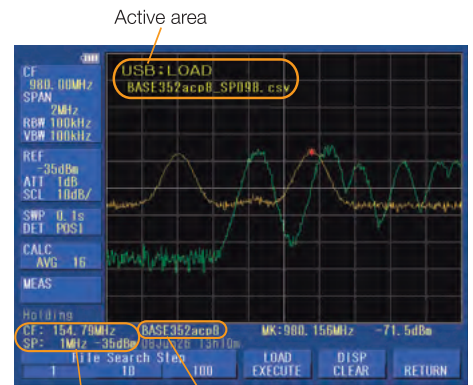 Active area
USB:LOAD
BASE352acp8_SP098.csv
CF
980.00MHz
SPAN
2MHz
RBW 100kHz
VBW 100kHz
REF
-35dBm
ATT 1dB
SCL 10dB/
SWP 0.1s
DET POSI
CALC
AVG 16
MEAS
Holding
CF: 154.79MHz BASE352acp8 MK:980.156MHz -71.5dBm
SP: 1MHz -35dBm 08Jun26 13h10m
File Search Step
1 10 100 LOAD EXECUTE DISP CLEAR RETURN